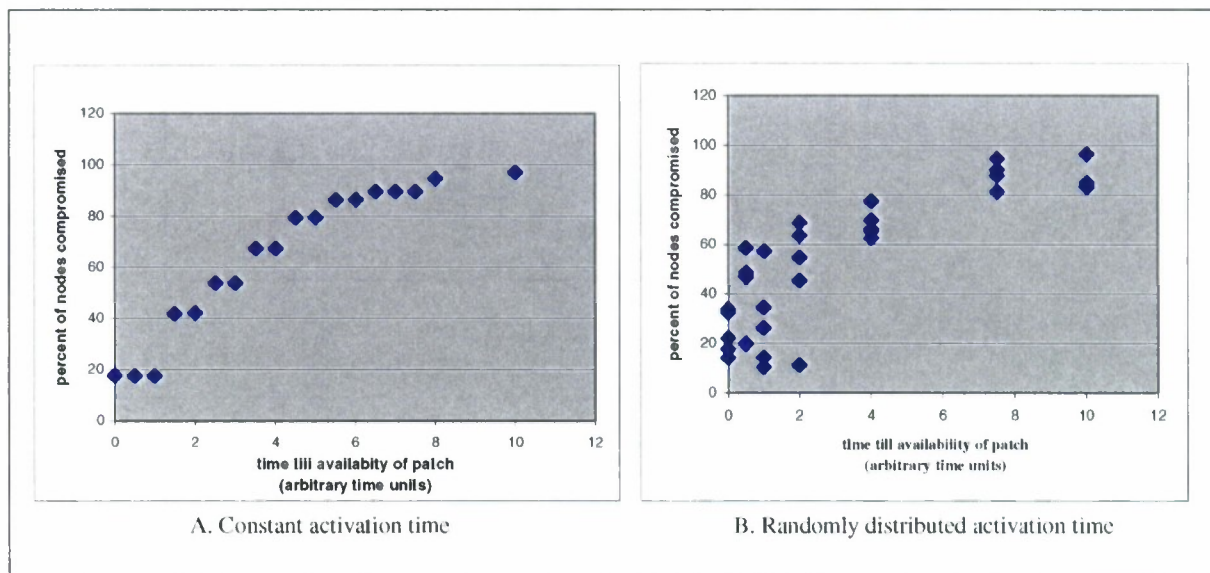 120
100
80
60
40
20
0
percent of nodes compromised
0 2 4 6 8 10 12
time liii availabity of palch
(arbitrary time units)
A. Constant activation time
120
100
80
60
40
20
0
percent of nodes compromised
0 2 4 6 8 10 12
time till availability of patch
(arbitrary time units)
B. Randomly distributed activation time